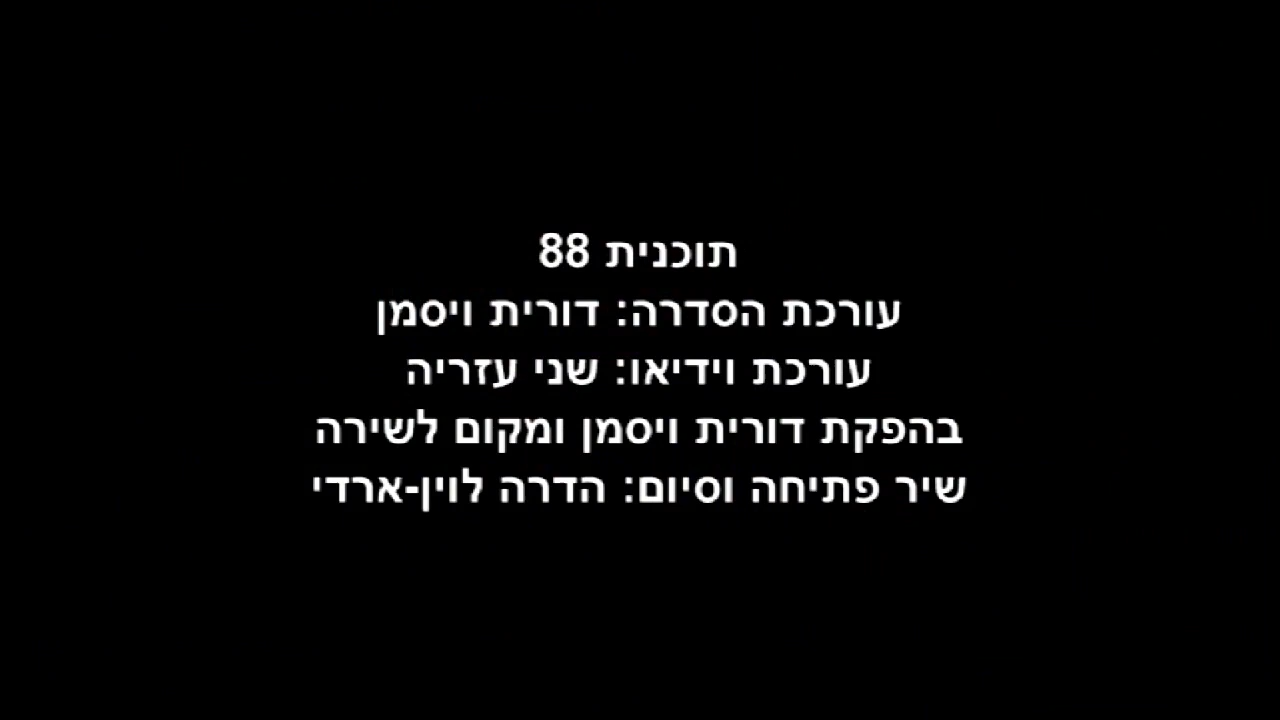 תוכנית 88
עורכת הסדרה: דורית ויסמן
עורכת וידיאו: שני עזריה
בהפקת דורית ויסמן ומקום לשירה
שיר פתיחה וסיום: הדרה לוין-ארדי